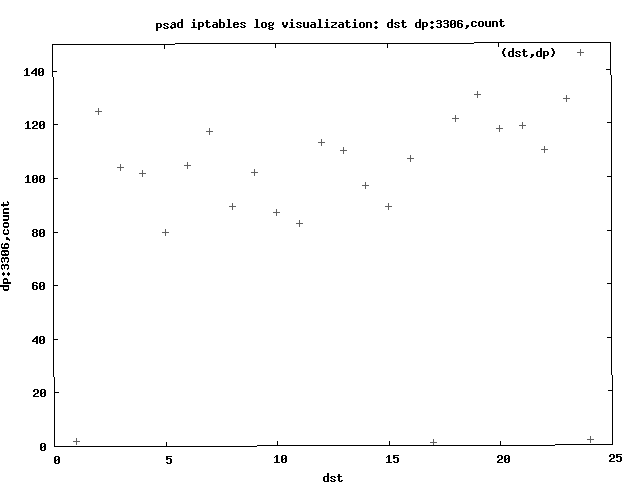 psad iptables log visualization: dst dp:3306,count
(dst,dp)
140
120
100
80
60
40
20
0
dp:3306,count
0 5 10 15 20 25
dst